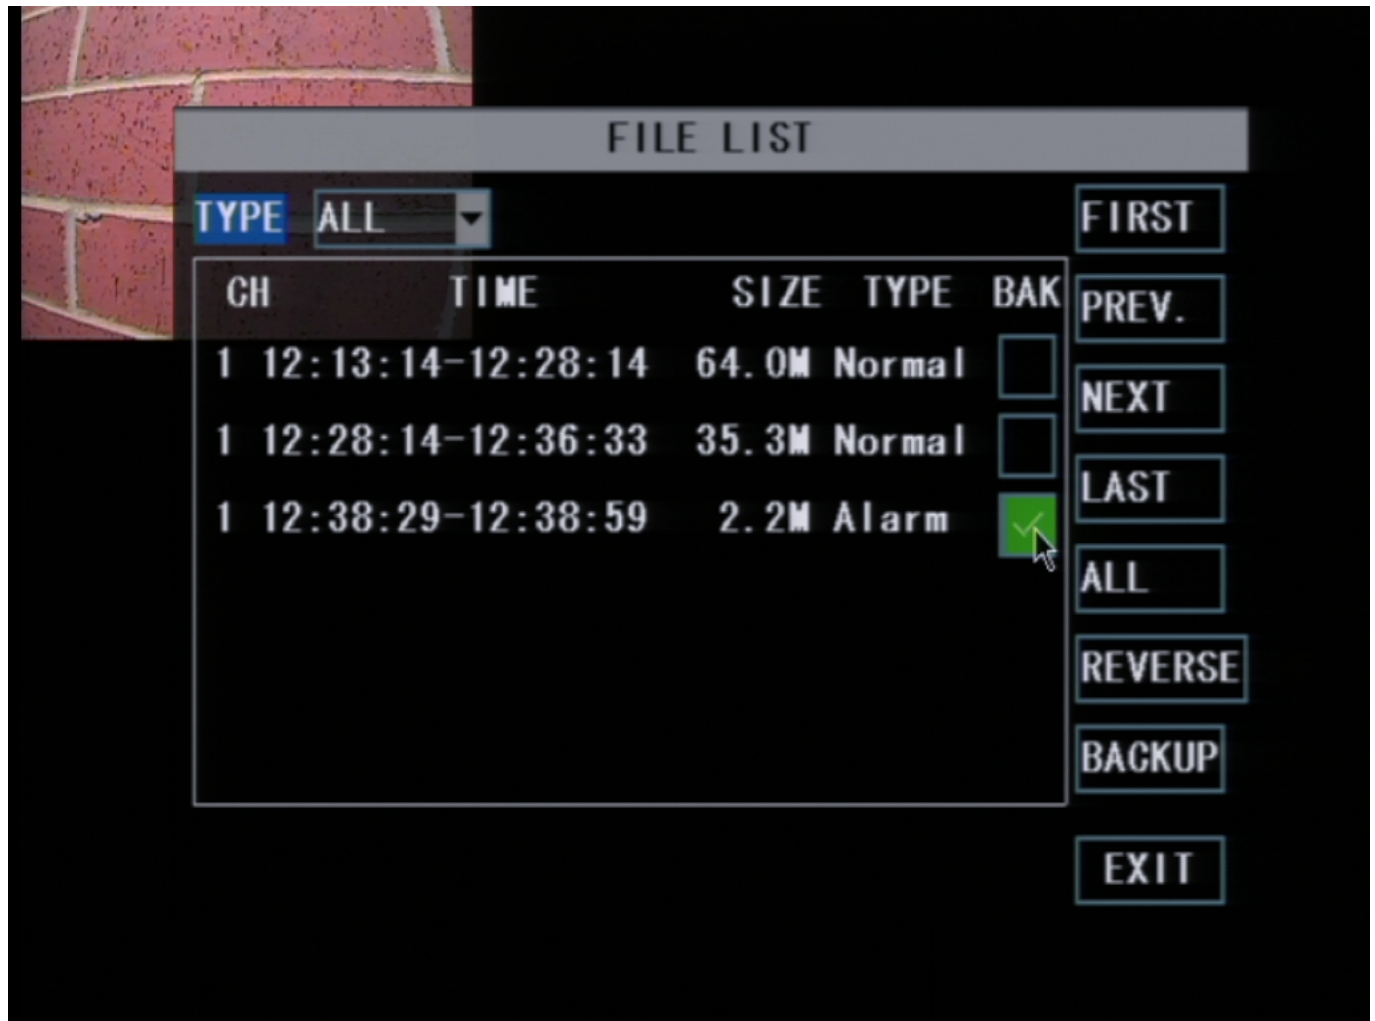 FILE LIST
TYPE ALL
FIRST
CH TIME SIZE TYPE BAK
PREV.
1 12:13:14-12:28:14 64.0M Normal
NEXT
1 12:28:14-12:36:33 35.3M Normal
LAST
1 12:38:29-12:38:59 2.2M Alarm
ALL
REVERSE
BACKUP
EXIT